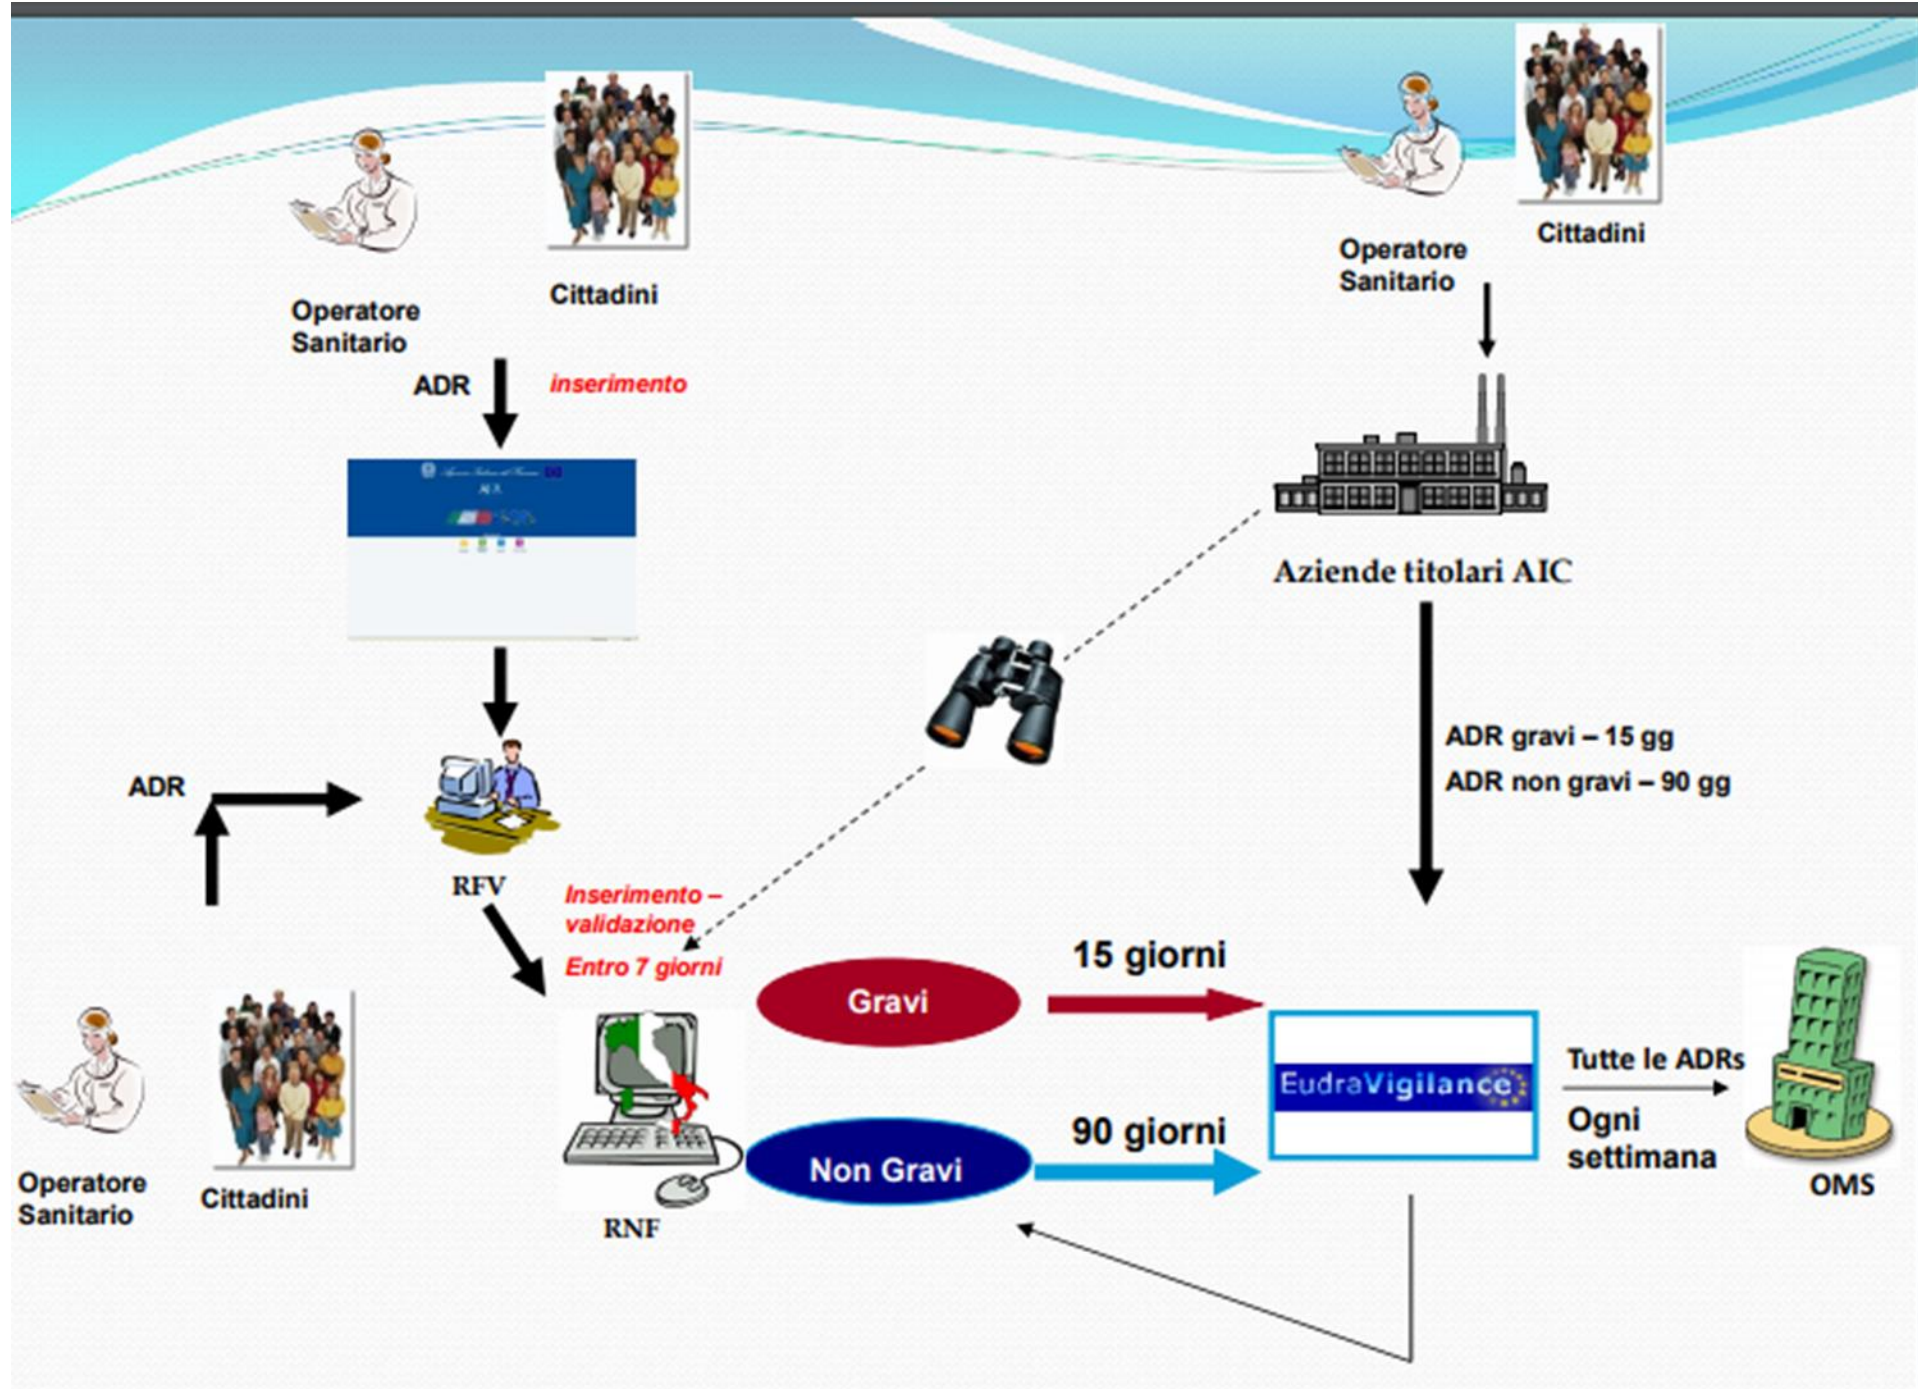 Operatore
Sanitario
Cittadini
ADR
inserimento
RFV
ADR
Operatore
Sanitario
Cittadini
Inserimento –
validazione
Entro 7 giorni
RNF
Gravi
15 giorni
Non Gravi
90 giorni
Operatore
Sanitario
Cittadini
Aziende titolari AIC
ADR gravi – 15 gg
ADR non gravi – 90 gg
EudraVigilance
Tutte le ADRs
Ogni
settimana
OMS